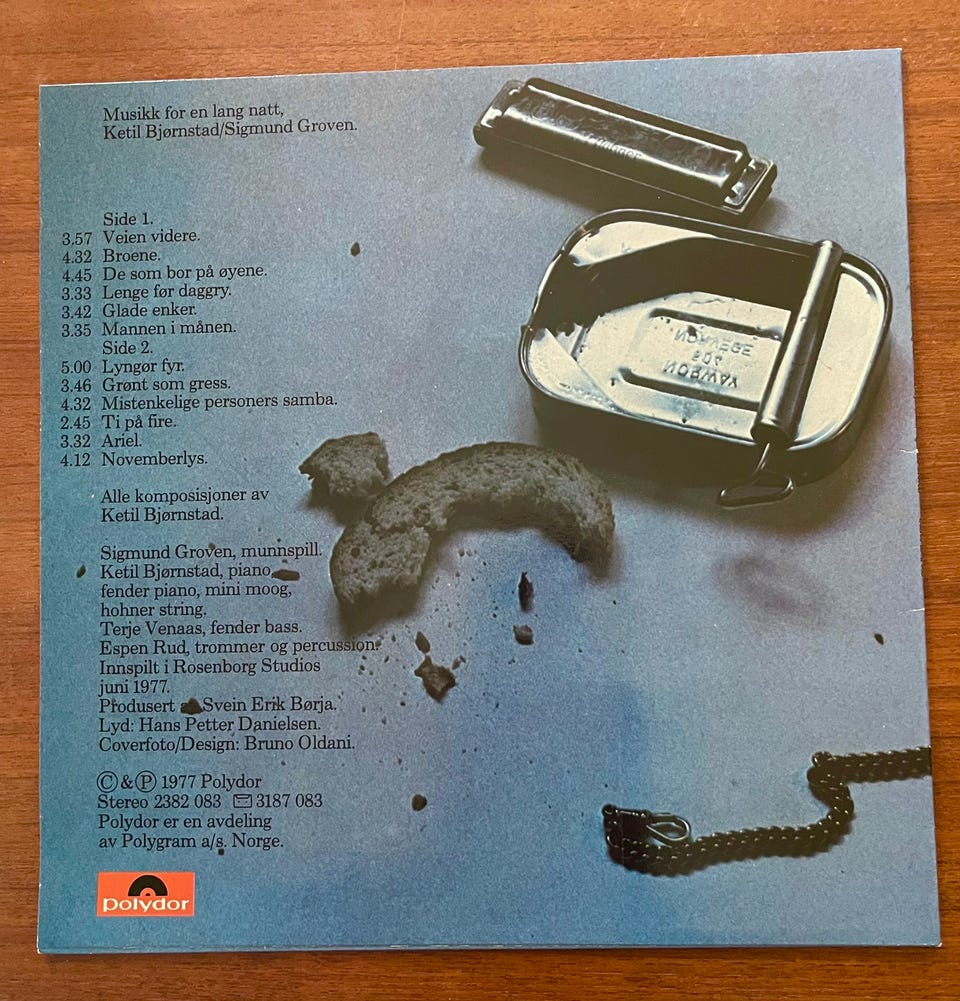 Musikk for en lang natt,
Ketil Bjørnstad/Sigmund Groven.
Side 1.
3.57 Veien videre.
4.32 Broene.
4.45 De som bor på øyene.
3.33 Lenge før daggry.
3.42 Glade enker.
3.35 Mannen i månen.
Side 2.
5.00 Lyngør fyr.
3.46 Grønt som gress.
4.32 Mistenkelige personers samba.
2.45 Ti på fire.
3.32 Ariel.
4.12 Novemberlys.
Alle komposisjoner av
Ketil Bjørnstad.
Sigmund Groven, munnspill.
Ketil Bjørnstad, piano,
fender piano, mini moog,
hohner string.
Terje Venaas, fender bass.
Espen Rud, trommer og percussion.
Innspilt i Rosenborg Studios
juni 1977.
Produsert Svein Erik Børja.
Lyd: Hans Petter Danielsen.
Coverfoto/Design: Bruno Oldani.
© & ℗ 1977 Polydor
Stereo 2382 083 3187 083
Polydor er en avdeling
av Polygram a/s. Norge.
polydor
NORVEGE
NORWAY